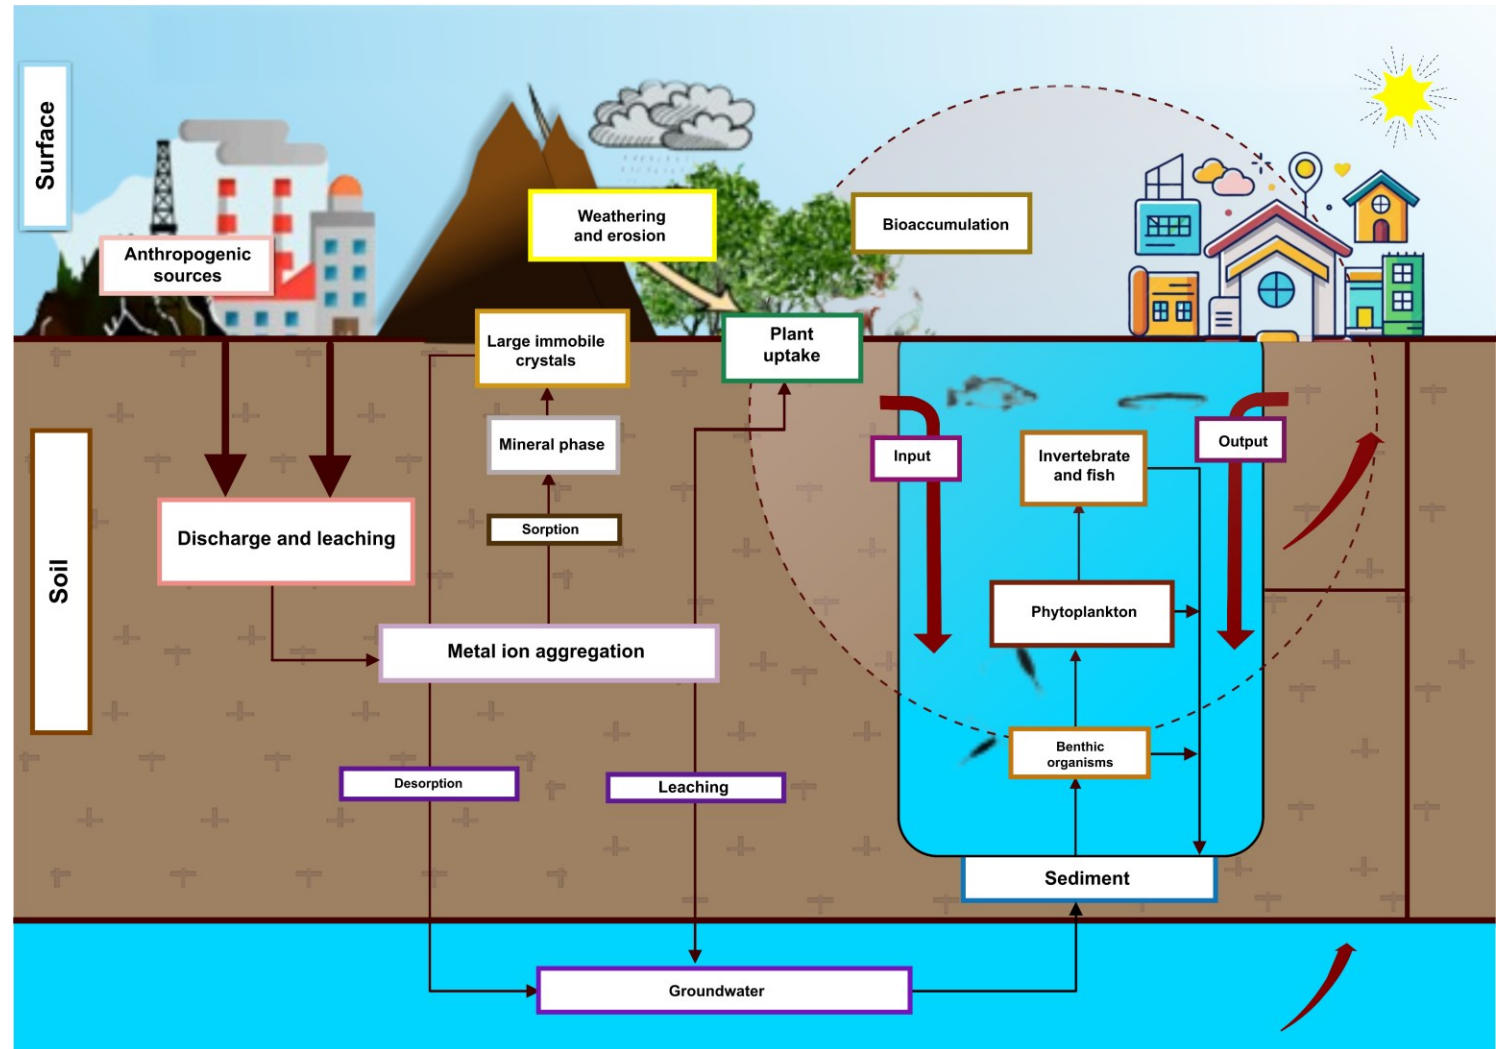 Surface
Anthropogenic
sources
Weathering
and erosion
Bioaccumulation
Large immobile
crystals
Plant
uptake
Mineral phase
Input
Invertebrate
and fish
Output
Soil
Discharge and leaching
Sorption
Phytoplankton
Metal ion aggregation
Benthic
organisms
Desorption
Leaching
Sediment
Groundwater